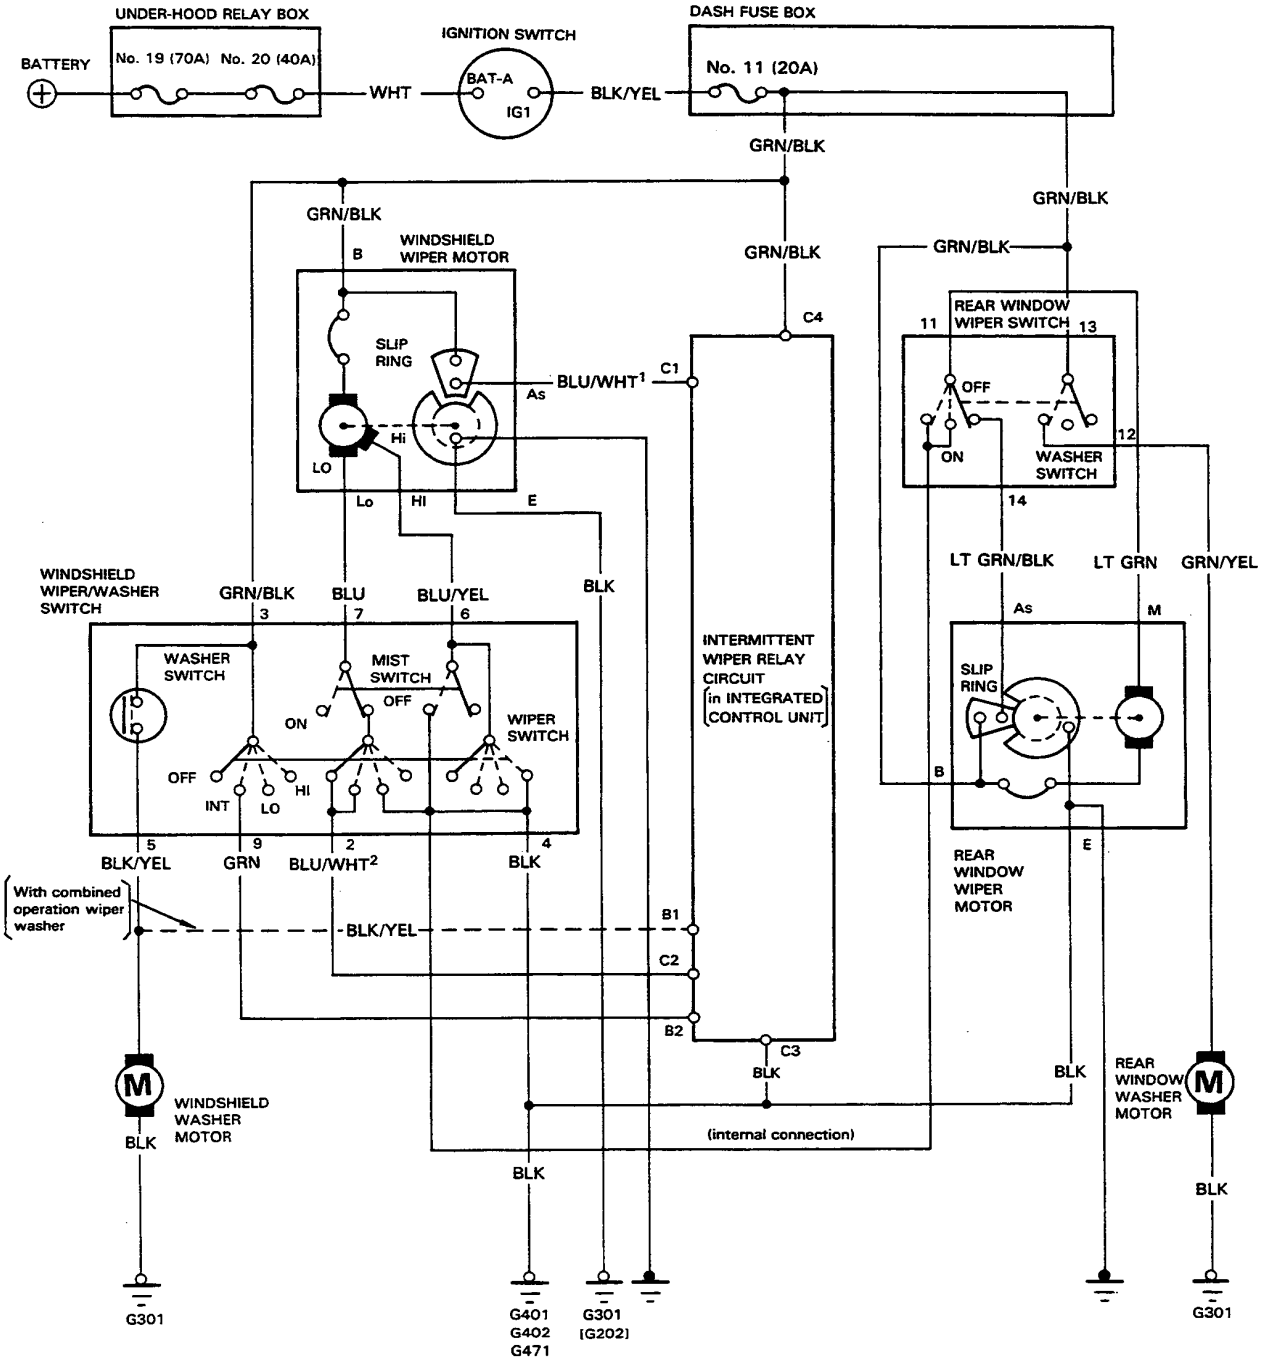 UNDER-HOOD RELAY BOX
DASH FUSE BOX
IGNITION SWITCH
BATTERY
No. 19 (70A) No. 20 (40A)
No. 11 (20A)
BAT-A
IG1
WHT
BLK/YEL
GRN/BLK
GRN/BLK
GRN/BLK
GRN/BLK
GRN/BLK
WINDSHIELD
WIPER MOTOR
B
SLIP
RING
C4
C1
BLU/WHT1
As
Hi
LO
Lo
HI
E
REAR WINDOW
WIPER SWITCH
11
13
OFF
ON
12
WASHER
SWITCH
14
LT GRN/BLK
LT GRN
GRN/YEL
WINDSHIELD
WIPER/WASHER
SWITCH
GRN/BLK
BLU
BLU/YEL
BLK
3
7
6
WASHER
SWITCH
MIST
SWITCH
OFF
ON
WIPER
SWITCH
OFF
INT
LO
HI
INTERMITTENT
WIPER RELAY
CIRCUIT
[in INTEGRATED
CONTROL UNIT]
As
M
SLIP
RING
B
E
REAR
WINDOW
WIPER
MOTOR
5
9
2
4
BLK/YEL
GRN
BLU/WHT2
BLK
(With combined
operation wiper
washer)
BLK/YEL
B1
C2
B2
C3
BLK
BLK
M
WINDSHIELD
WASHER
MOTOR
REAR
WINDOW
WASHER
MOTOR
M
(internal connection)
BLK
BLK
BLK
G301
G401
G402
G471
G301
[G202]
G301